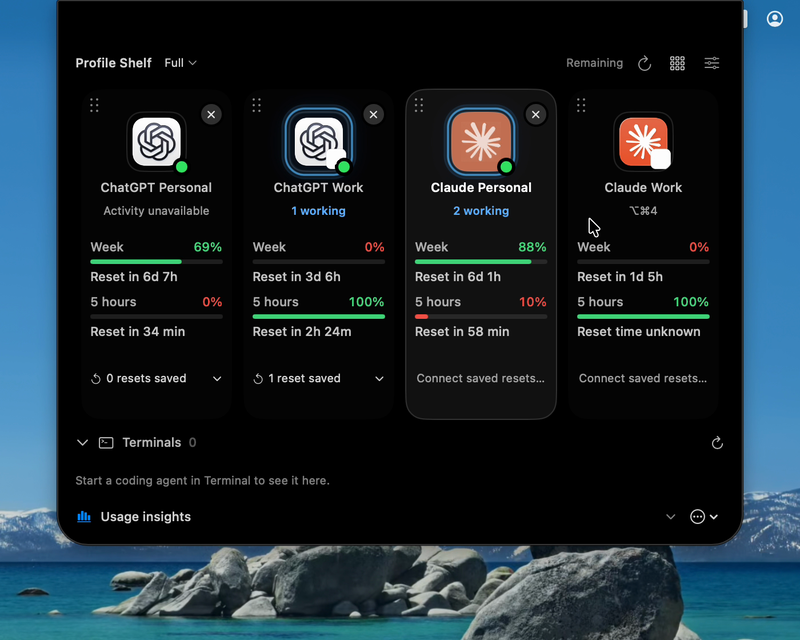 Profile Shelf Full Remaining
ChatGPT Personal
Activity unavailable
Week 69%
Reset in 6d 7h
5 hours 0%
Reset in 34 min
0 resets saved
ChatGPT Work
1 working
Week 0%
Reset in 3d 6h
5 hours 100%
Reset in 2h 24m
1 reset saved
Claude Personal
2 working
Week 88%
Reset in 6d 1h
5 hours 10%
Reset in 58 min
Connect saved resets...
Claude Work
⌥⌘4
Week 0%
Reset in 1d 5h
5 hours 100%
Reset time unknown
Connect saved resets...
Terminals 0
Start a coding agent in Terminal to see it here.
Usage insights